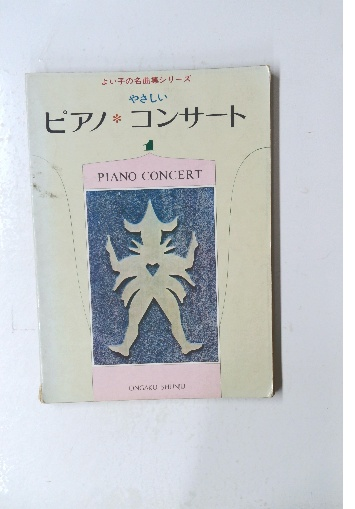 よい子の名曲集シリーズ
やさしい
ピアノ*コンサート
1
PIANO CONCERT
ONGAKU SHUNJU